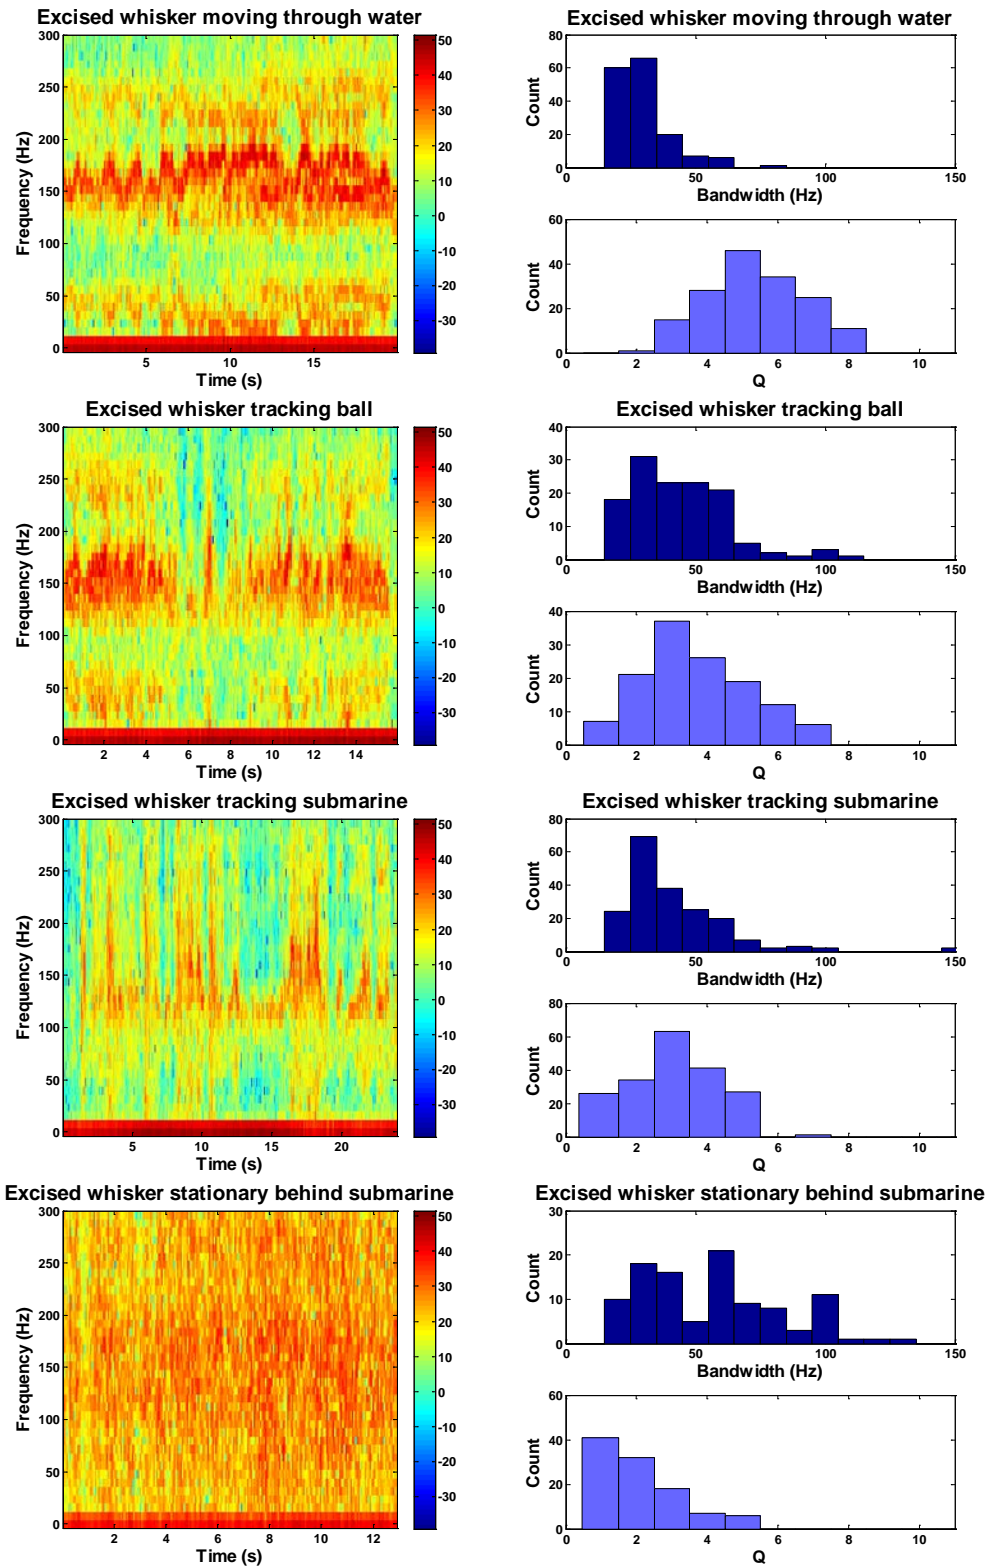 Excised whisker moving through water
300
250
200
150
100
50
0
Frequency (Hz)
5 10 15
Time (s)
50
40
30
20
10
0
-10
-20
-30
Excised whisker moving through water
80
60
40
20
0
Count
0 50 100 150
Bandwidth (Hz)
60
40
20
0
Count
0 2 4 6 8 10
Q
Excised whisker tracking ball
300
250
200
150
100
50
0
Frequency (Hz)
2 4 6 8 10 12 14
Time (s)
50
40
30
20
10
0
-10
-20
-30
Excised whisker tracking ball
40
30
20
10
0
Count
0 50 100 150
Bandwidth (Hz)
40
30
20
10
0
Count
0 2 4 6 8 10
Q
Excised whisker tracking submarine
300
250
200
150
100
50
0
Frequency (Hz)
5 10 15 20
Time (s)
50
40
30
20
10
0
-10
-20
-30
Excised whisker tracking submarine
80
60
40
20
0
Count
0 50 100 150
Bandwidth (Hz)
80
60
40
20
0
Count
2 4 6 8 10
Q
Excised whisker stationary behind submarine
300
250
200
150
100
50
0
Frequency (Hz)
2 4 6 8 10 12
Time (s)
50
40
30
20
10
0
-10
-20
-30
Excised whisker stationary behind submarine
30
20
10
0
Count
0 50 100 150
Bandwidth (Hz)
60
40
20
0
Count
0 2 4 6 8 10
Q